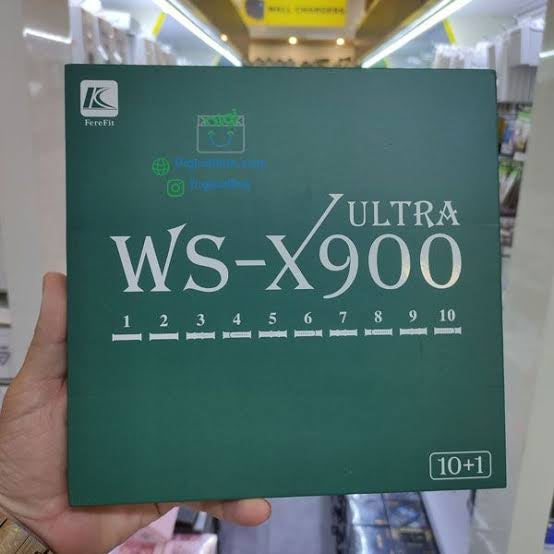 WALL CHARGERS
K
FereFit
ULTRA
WS-X900
1 2 3 4 5 6 7 8 9 10
10+1